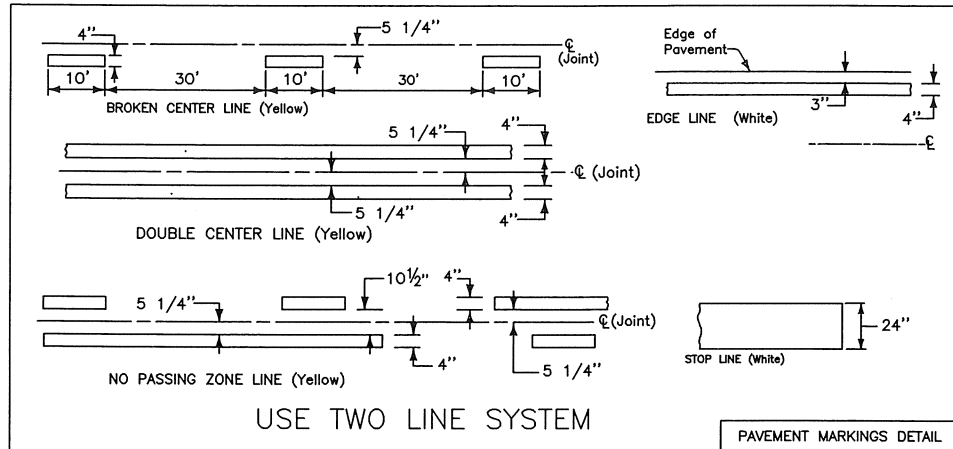 5 1/4"
4"
℄
(Joint)
10' 30' 10' 30' 10'
BROKEN CENTER LINE (Yellow)
Edge of
Pavement
3"
4"
EDGE LINE (White)
℄
5 1/4"
4"
℄ (Joint)
5 1/4"
4"
DOUBLE CENTER LINE (Yellow)
10½"
4"
5 1/4"
℄ (Joint)
4"
5 1/4"
NO PASSING ZONE LINE (Yellow)
24"
STOP LINE (White)
USE TWO LINE SYSTEM
PAVEMENT MARKINGS DETAIL